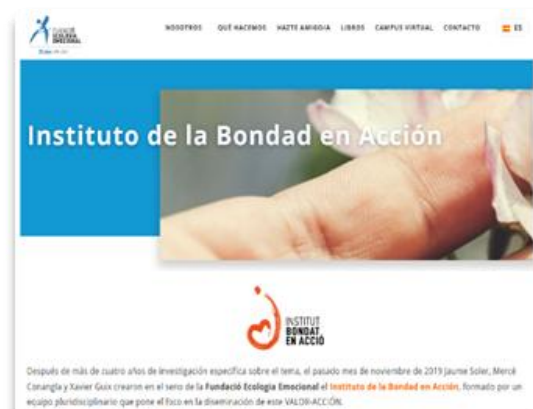 FUNDACIÓ
ECOLOGIA
EMOCIONAL
NOSOTROS QUÉ HACEMOS HAZTE AMIGO/A LIBROS CAMPUS VIRTUAL CONTACTO ES
Instituto de la Bondad en Acción
INSTITUT
BONDAT
EN ACCIÓ
Después de más de cuatro años de investigación específica sobre el tema, el pasado mes de noviembre de 2019 Jaume Soler, Mercè
Conangla y Xavier Guix crearon en el seno de la Fundació Ecologia Emocional el Instituto de la Bondad en Acción, formado por un
equipo pluridisciplinario que pone el foco en la diseminación de este VALOR-ACCIÓN.